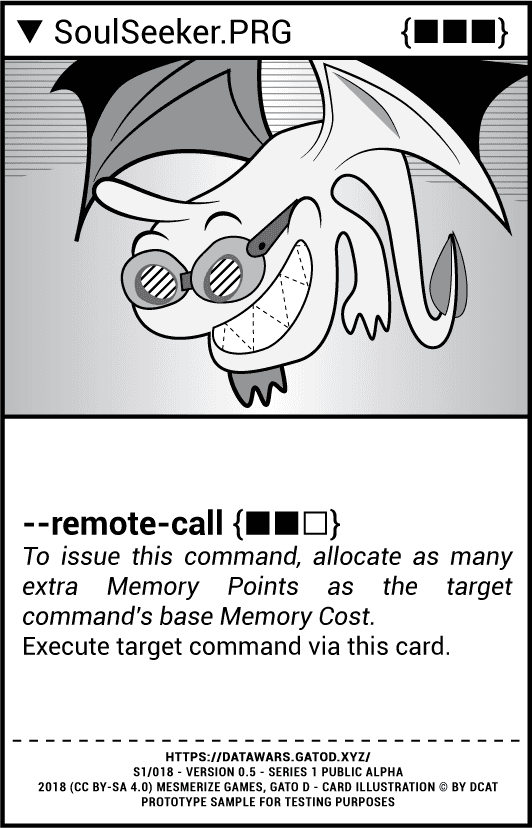 ▼ SoulSeeker.PRG {■■■}
--remote-call {■■□}
To issue this command, allocate as many
extra Memory Points as the target
command's base Memory Cost.
Execute target command via this card.
HTTPS://DATAWARS.GATOD.XYZ/
S1/018 - VERSION 0.5 - SERIES 1 PUBLIC ALPHA
2018 (CC BY-SA 4.0) MESMERIZE GAMES, GATO D - CARD ILLUSTRATION © BY DCAT
PROTOTYPE SAMPLE FOR TESTING PURPOSES